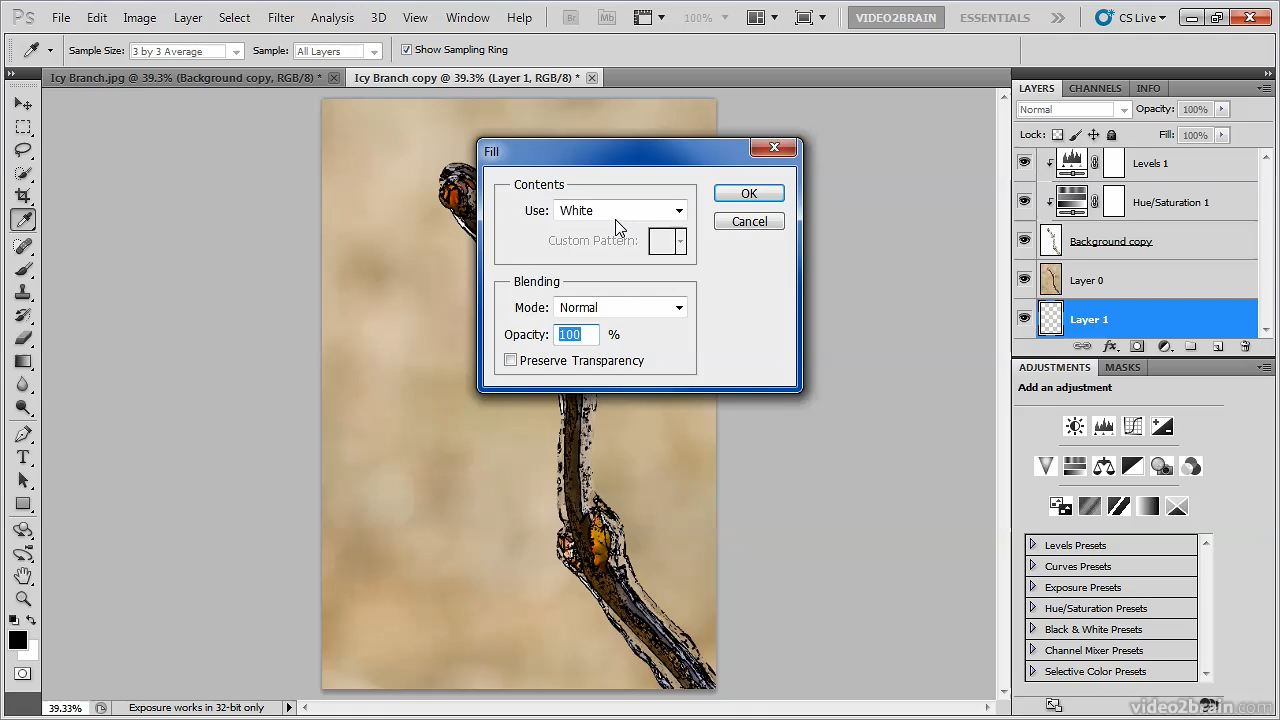 Ps File Edit Image Layer Select Filter Analysis 3D View Window Help Br Mb 100% VIDEO2BRAIN ESSENTIALS CS Live
Sample Size: 3 by 3 Average Sample: All Layers Show Sampling Ring
Icy Branch.jpg @ 39.3% (Background copy, RGB/8) * Icy Branch copy @ 39.3% (Layer 1, RGB/8) *
LAYERS CHANNELS INFO
Normal Opacity: 100%
Lock: Fill: 100%
Levels 1
Hue/Saturation 1
Background copy
Layer 0
Layer 1
Fill
Contents
Use: White
Custom Pattern:
OK
Cancel
Blending
Mode: Normal
Opacity: 100 %
Preserve Transparency
fx
ADJUSTMENTS MASKS
Add an adjustment
Levels Presets
Curves Presets
Exposure Presets
Hue/Saturation Presets
Black & White Presets
Channel Mixer Presets
Selective Color Presets
T
39.33% Exposure works in 32-bit only
video2brain.com